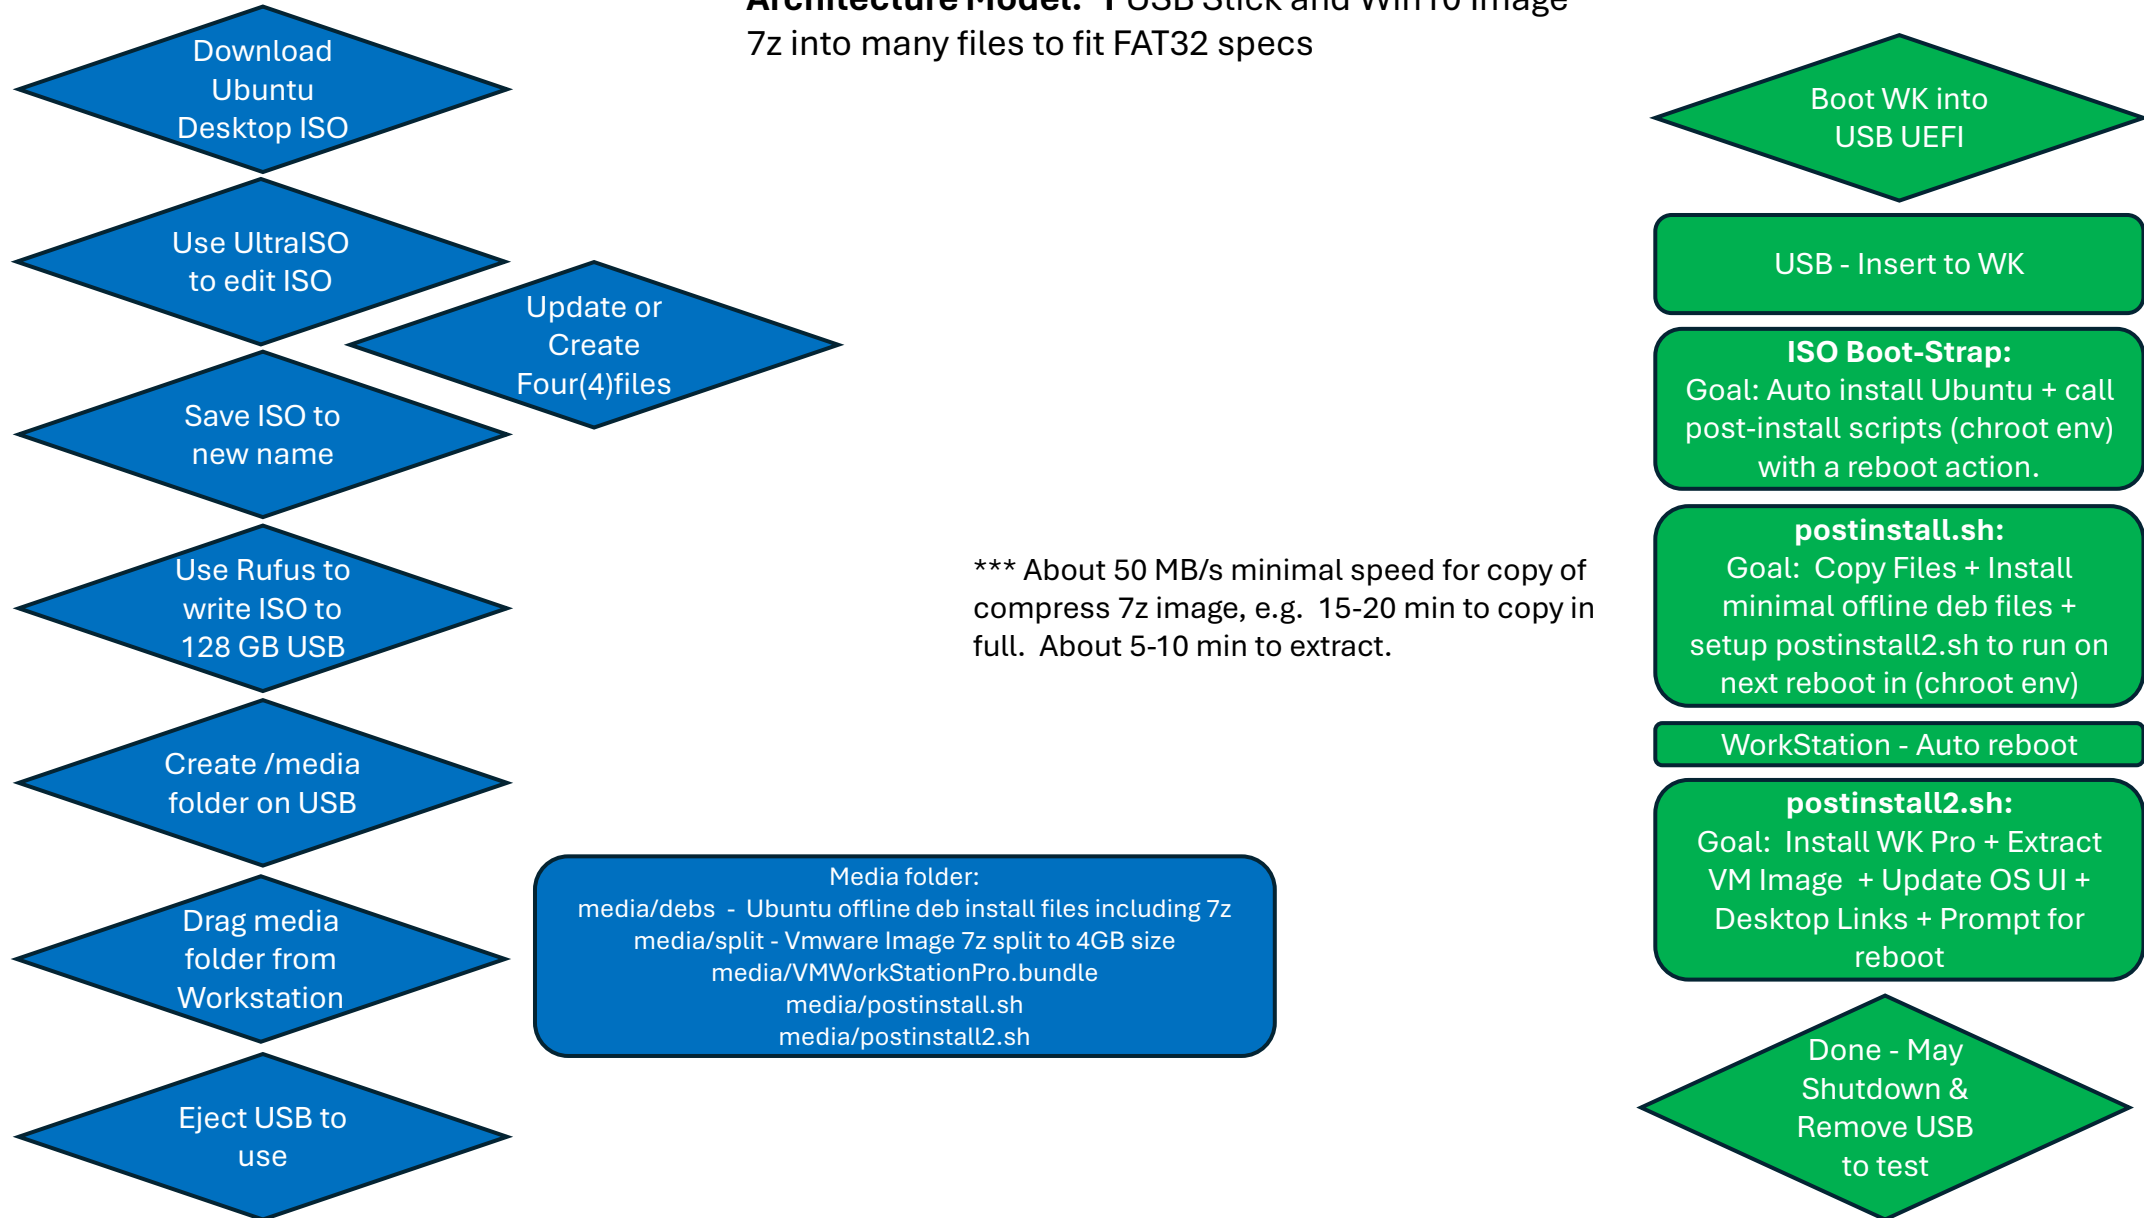 Architecture Model: 1 USB Stick and Win10 Image
7z into many files to fit FAT32 specs
Download
Ubuntu
Desktop ISO
Use UltraISO
to edit ISO
Update or
Create
Four(4)files
Save ISO to
new name
Use Rufus to
write ISO to
128 GB USB
Create /media
folder on USB
Drag media
folder from
Workstation
Eject USB to
use
*** About 50 MB/s minimal speed for copy of
compress 7z image, e.g. 15-20 min to copy in
full. About 5-10 min to extract.
Media folder:
media/debs - Ubuntu offline deb install files including 7z
media/split - Vmware Image 7z split to 4GB size
media/VMWorkStationPro.bundle
media/postinstall.sh
media/postinstall2.sh
Boot WK into
USB UEFI
USB - Insert to WK
ISO Boot-Strap:
Goal: Auto install Ubuntu + call
post-install scripts (chroot env)
with a reboot action.
postinstall.sh:
Goal: Copy Files + Install
minimal offline deb files +
setup postinstall2.sh to run on
next reboot in (chroot env)
WorkStation - Auto reboot
postinstall2.sh:
Goal: Install WK Pro + Extract
VM Image + Update OS UI +
Desktop Links + Prompt for
reboot
Done - May
Shutdown &
Remove USB
to test